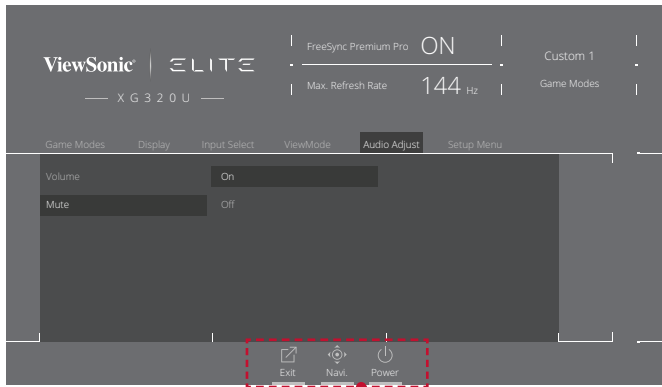 FreeSync Premium Pro ON
ViewSonic® ELITE
Custom 1
Max. Refresh Rate 144 Hz
Game Modes
XG320U
Game Modes Display Input Select ViewMode Audio Adjust Setup Menu
Volume On
Mute Off
Exit Navi. Power